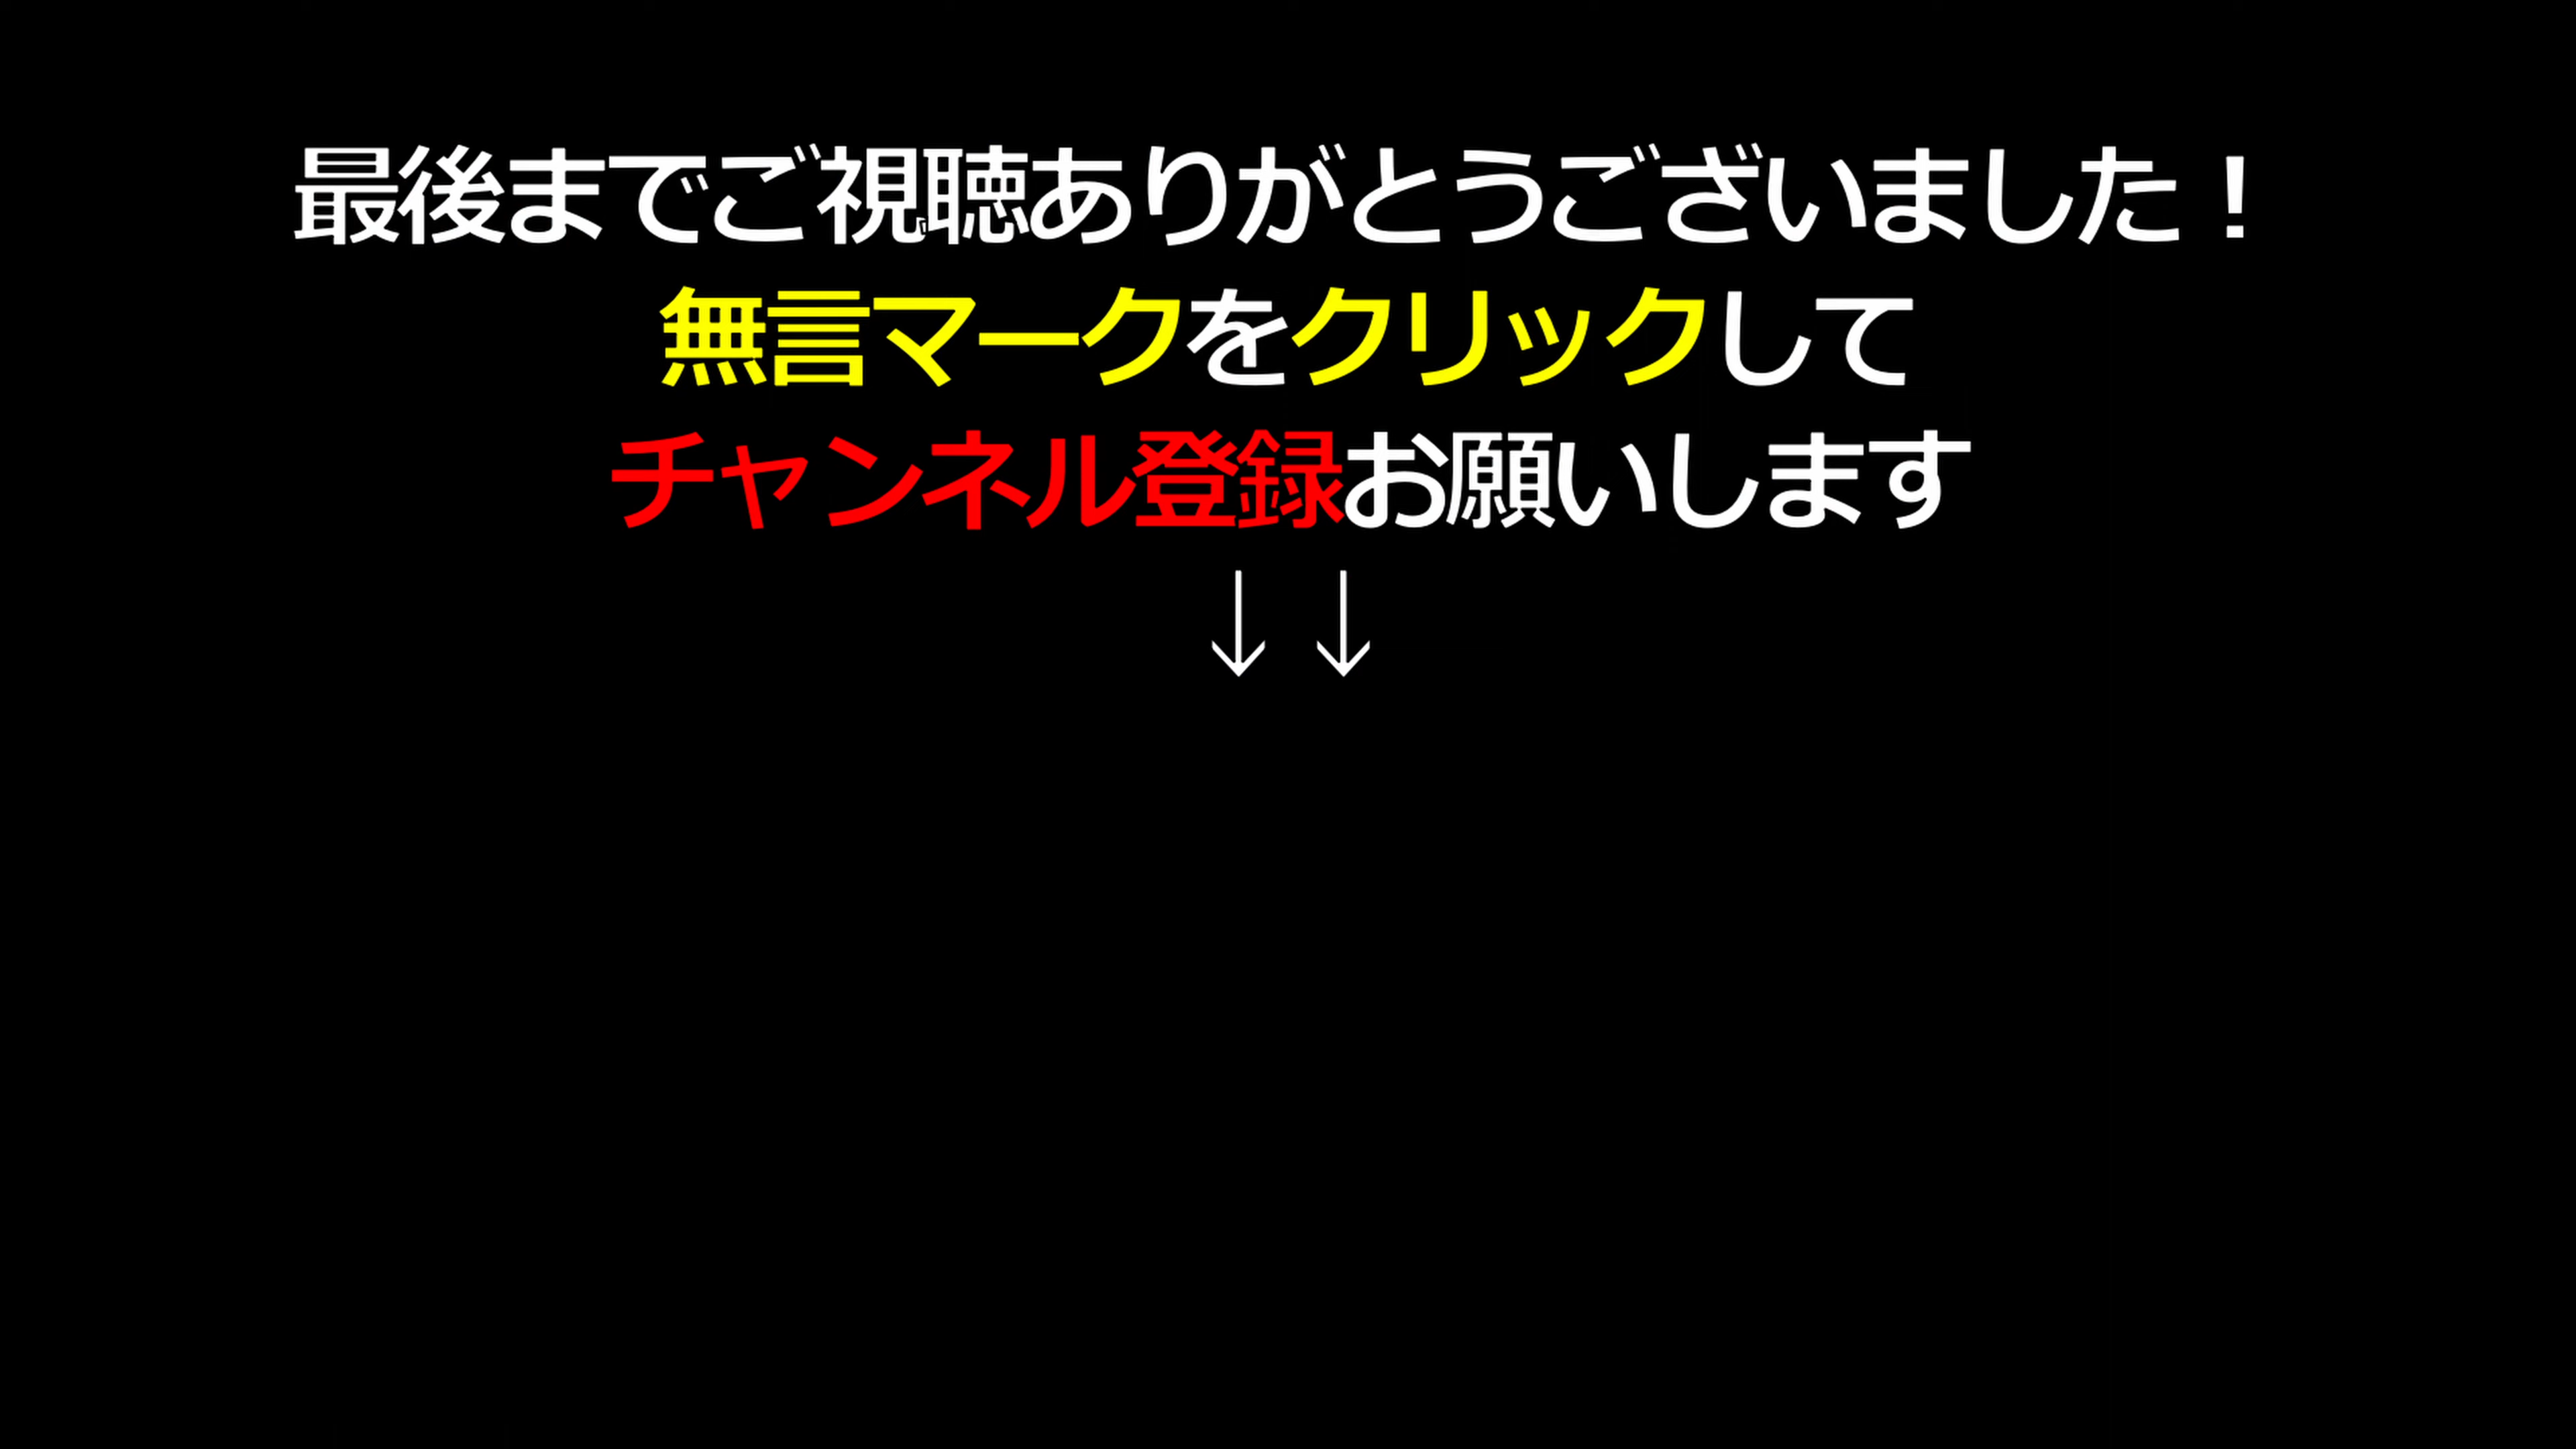 最後までご視聴ありがとうございました！
無言マークをクリックして
チャンネル登録お願いします
↓↓